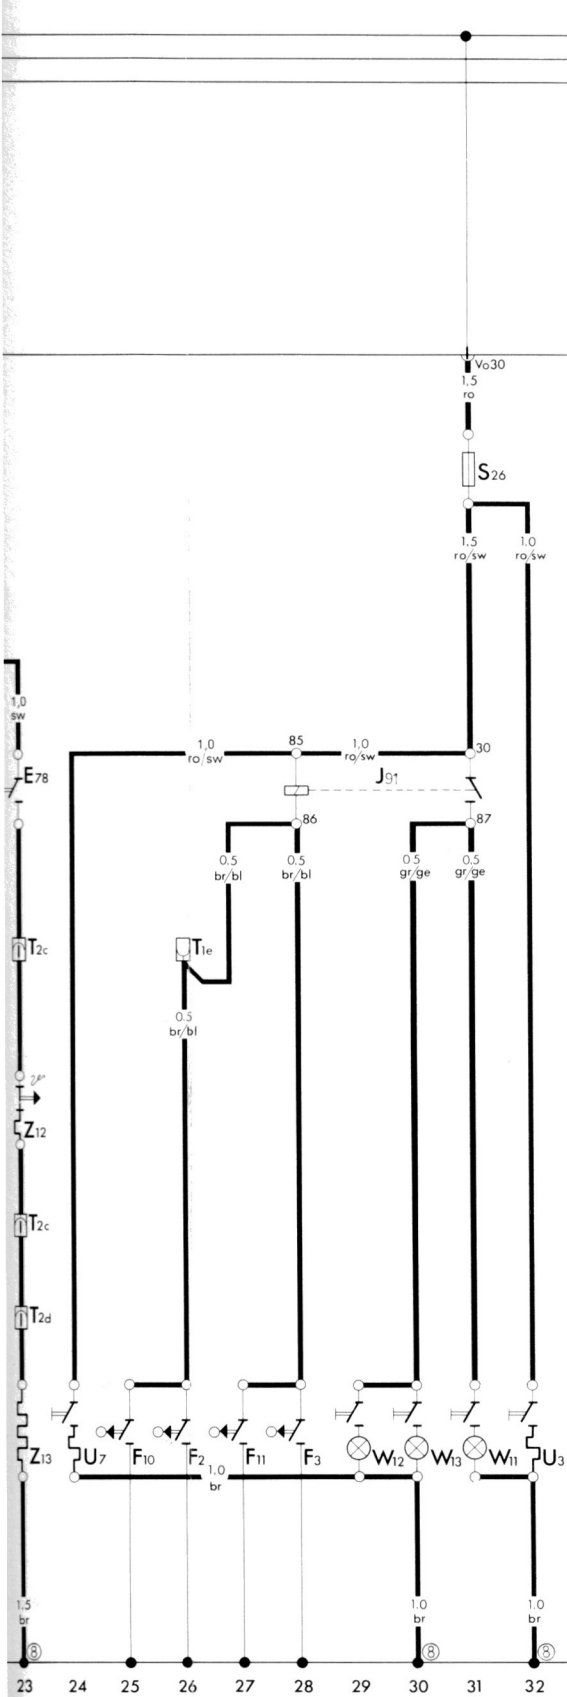 Vo30
1,5
ro
S26
1,5
ro/sw
1.0
ro/sw
1,0
sw
1,0
ro/sw
85
1,0
ro/sw
30
E78
J91
86
87
0.5
br/bl
0.5
br/bl
0 5
gr/ge
0.5
gr/ge
T2c
T1e
0.5
br/bl
Z12
T2c
T2d
Z13
U7
F10
F2
F11
F3
W12
W13
W11
U3
1.0
br
1.5
br
1.0
br
1.0
br
8
8
8
23 24 25 26 27 28 29 30 31 32